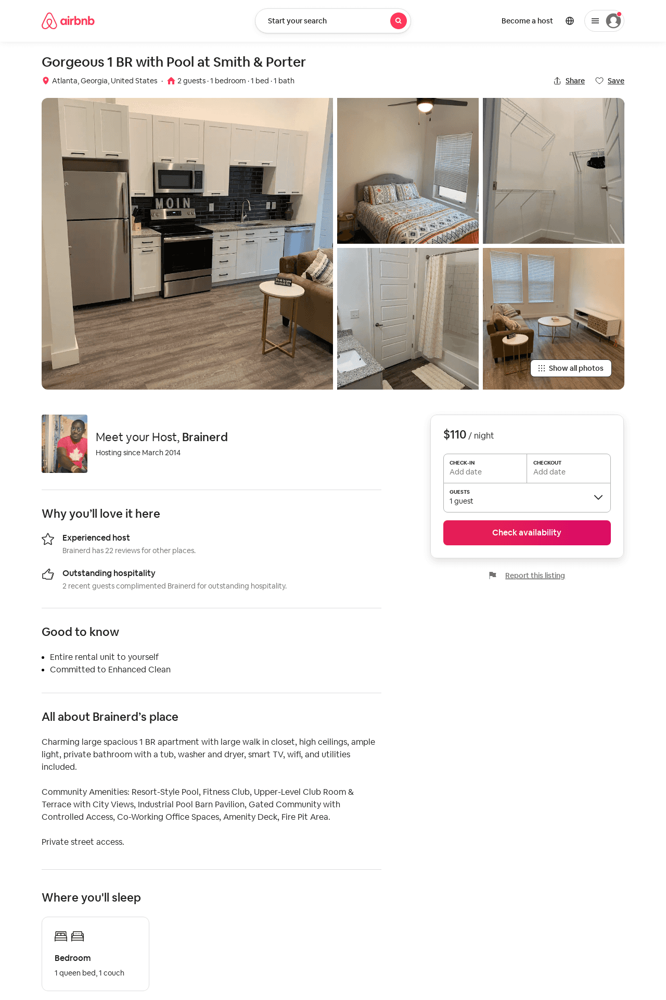 airbnb
Start your search
Become a host
Gorgeous 1 BR with Pool at Smith & Porter
Atlanta, Georgia, United States · 2 guests · 1 bedroom · 1 bed · 1 bath
Share
Save
MOIN
It's ok to have
too much fun.
Show all photos
Meet your Host, Brainerd
Hosting since March 2014
$110 / night
CHECK-IN
Add date
CHECKOUT
Add date
GUESTS
1 guest
Check availability
Report this listing
Why you’ll love it here
Experienced host
Brainerd has 22 reviews for other places.
Outstanding hospitality
2 recent guests complimented Brainerd for outstanding hospitality.
Good to know
Entire rental unit to yourself
Committed to Enhanced Clean
All about Brainerd’s place
Charming large spacious 1 BR apartment with large walk in closet, high ceilings, ample
light, private bathroom with a tub, washer and dryer, smart TV, wifi, and utilities
included.
Community Amenities: Resort-Style Pool, Fitness Club, Upper-Level Club Room &
Terrace with City Views, Industrial Pool Barn Pavilion, Gated Community with
Controlled Access, Co-Working Office Spaces, Amenity Deck, Fire Pit Area.
Private street access.
Where you'll sleep
Bedroom
1 queen bed, 1 couch